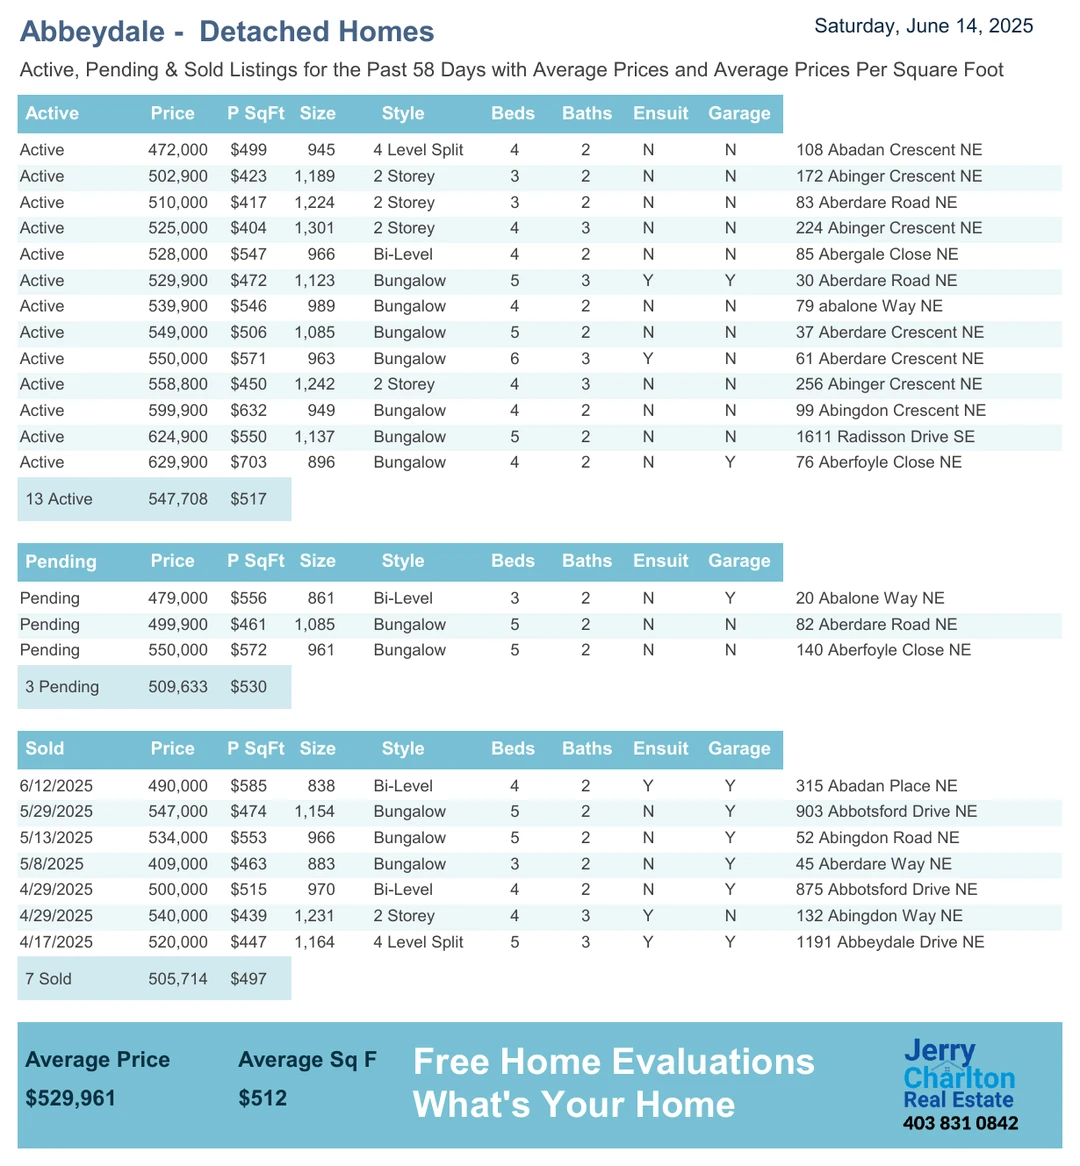 Abbeydale -  Detached Homes
Saturday, June 14, 2025
Active, Pending & Sold Listings for the Past 58 Days with Average Prices and Average Prices Per Square Foot
Active Price P SqFt Size Style Beds Baths Ensuit Garage
Active 472,000 $499 945 4 Level Split 4 2 N N 108 Abadan Crescent NE
Active 502,900 $423 1,189 2 Storey 3 2 N N 172 Abinger Crescent NE
Active 510,000 $417 1,224 2 Storey 3 2 N N 83 Aberdare Road NE
Active 525,000 $404 1,301 2 Storey 4 3 N N 224 Abinger Crescent NE
Active 528,000 $547 966 Bi-Level 4 2 N N 85 Abergale Close NE
Active 529,900 $472 1,123 Bungalow 5 3 Y Y 30 Aberdare Road NE
Active 539,900 $546 989 Bungalow 4 2 N N 79 abalone Way NE
Active 549,000 $506 1,085 Bungalow 5 2 N N 37 Aberdare Crescent NE
Active 550,000 $571 963 Bungalow 6 3 Y N 61 Aberdare Crescent NE
Active 558,800 $450 1,242 2 Storey 4 3 N N 256 Abinger Crescent NE
Active 599,900 $632 949 Bungalow 4 2 N N 99 Abingdon Crescent NE
Active 624,900 $550 1,137 Bungalow 5 2 N N 1611 Radisson Drive SE
Active 629,900 $703 896 Bungalow 4 2 N Y 76 Aberfoyle Close NE
13 Active 547,708 $517
Pending Price P SqFt Size Style Beds Baths Ensuit Garage
Pending 479,000 $556 861 Bi-Level 3 2 N Y 20 Abalone Way NE
Pending 499,900 $461 1,085 Bungalow 5 2 N N 82 Aberdare Road NE
Pending 550,000 $572 961 Bungalow 5 2 N N 140 Aberfoyle Close NE
3 Pending 509,633 $530
Sold Price P SqFt Size Style Beds Baths Ensuit Garage
6/12/2025 490,000 $585 838 Bi-Level 4 2 Y Y 315 Abadan Place NE
5/29/2025 547,000 $474 1,154 Bungalow 5 2 N Y 903 Abbotsford Drive NE
5/13/2025 534,000 $553 966 Bungalow 5 2 N Y 52 Abingdon Road NE
5/8/2025 409,000 $463 883 Bungalow 3 2 N Y 45 Aberdare Way NE
4/29/2025 500,000 $515 970 Bi-Level 4 2 N Y 875 Abbotsford Drive NE
4/29/2025 540,000 $439 1,231 2 Storey 4 3 Y N 132 Abingdon Way NE
4/17/2025 520,000 $447 1,164 4 Level Split 5 3 Y Y 1191 Abbeydale Drive NE
7 Sold 505,714 $497
Average Price Average Sq F
$529,961 $512
Free Home Evaluations
What's Your Home
Jerry
Charlton
Real Estate
403 831 0842